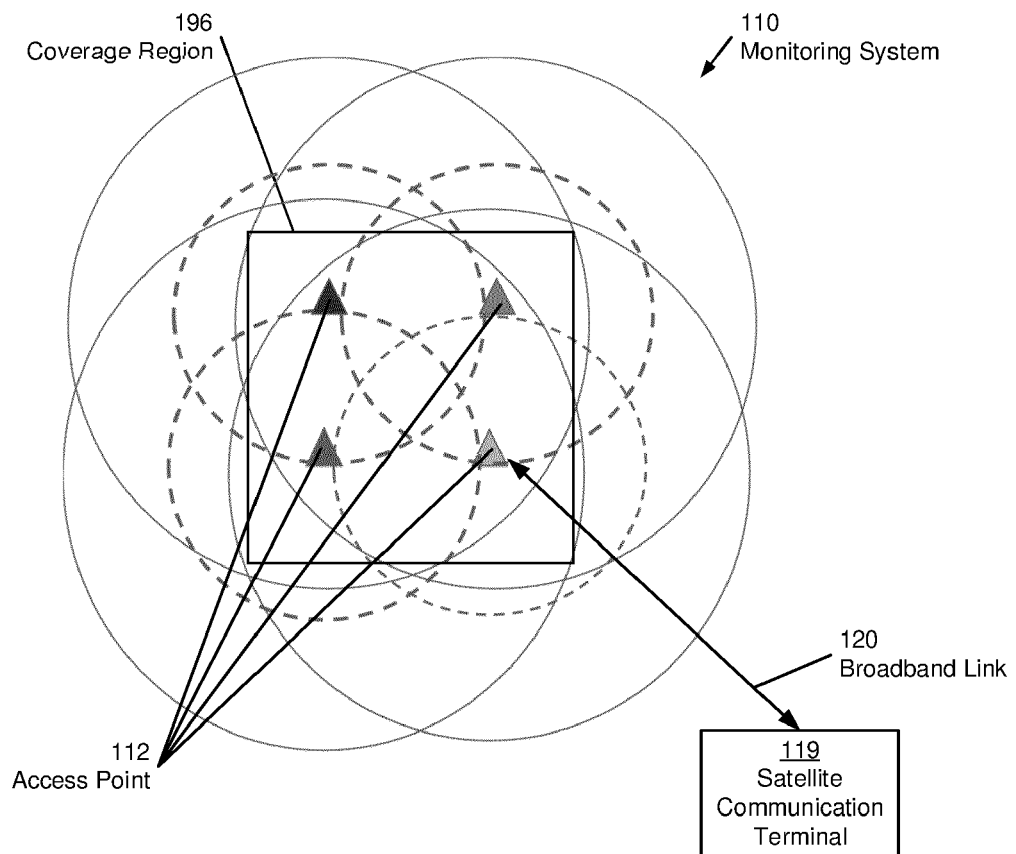 196
Coverage Region
110
Monitoring System
120
Broadband Link
112
Access Point
119
Satellite
Communication
Terminal